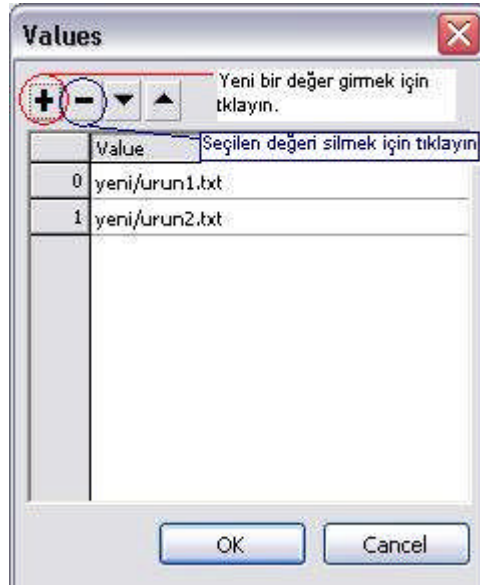 Values
Yeni bir değer girmek için
tklayın.
Seçilen değeri silmek için tıklayın
Value
0 yeni/urun1.txt
1 yeni/urun2.txt
OK Cancel